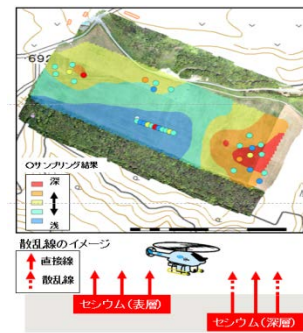 692
○サンプリング結果
深
浅
散乱線のイメージ
直接線
散乱線
セシウム(表層)
セシウム(深層)